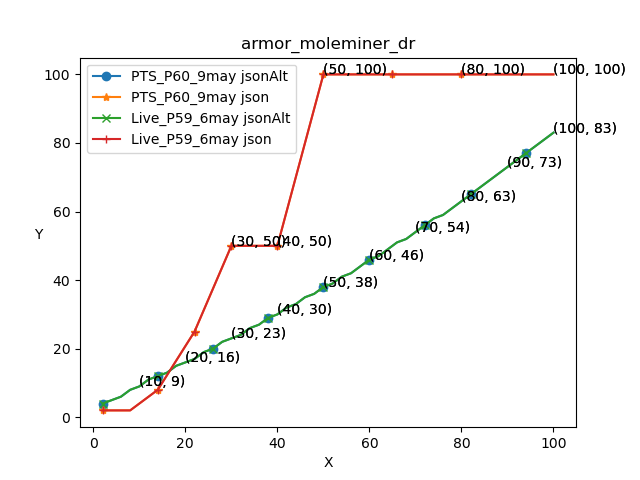 armor_moleminer_dr
PTS_P60_9may jsonAlt
PTS_P60_9may json
Live_P59_6may jsonAlt
Live_P59_6may json
(50, 100)
(80, 100)
(100, 100)
(100, 83)
(90, 73)
(80, 63)
(70, 54)
(30, 50)
(40, 50)
(60, 46)
(50, 38)
(40, 30)
(30, 23)
(20, 16)
(10, 9)
Y
100
80
60
40
20
0
0 20 40 60 80 100
X